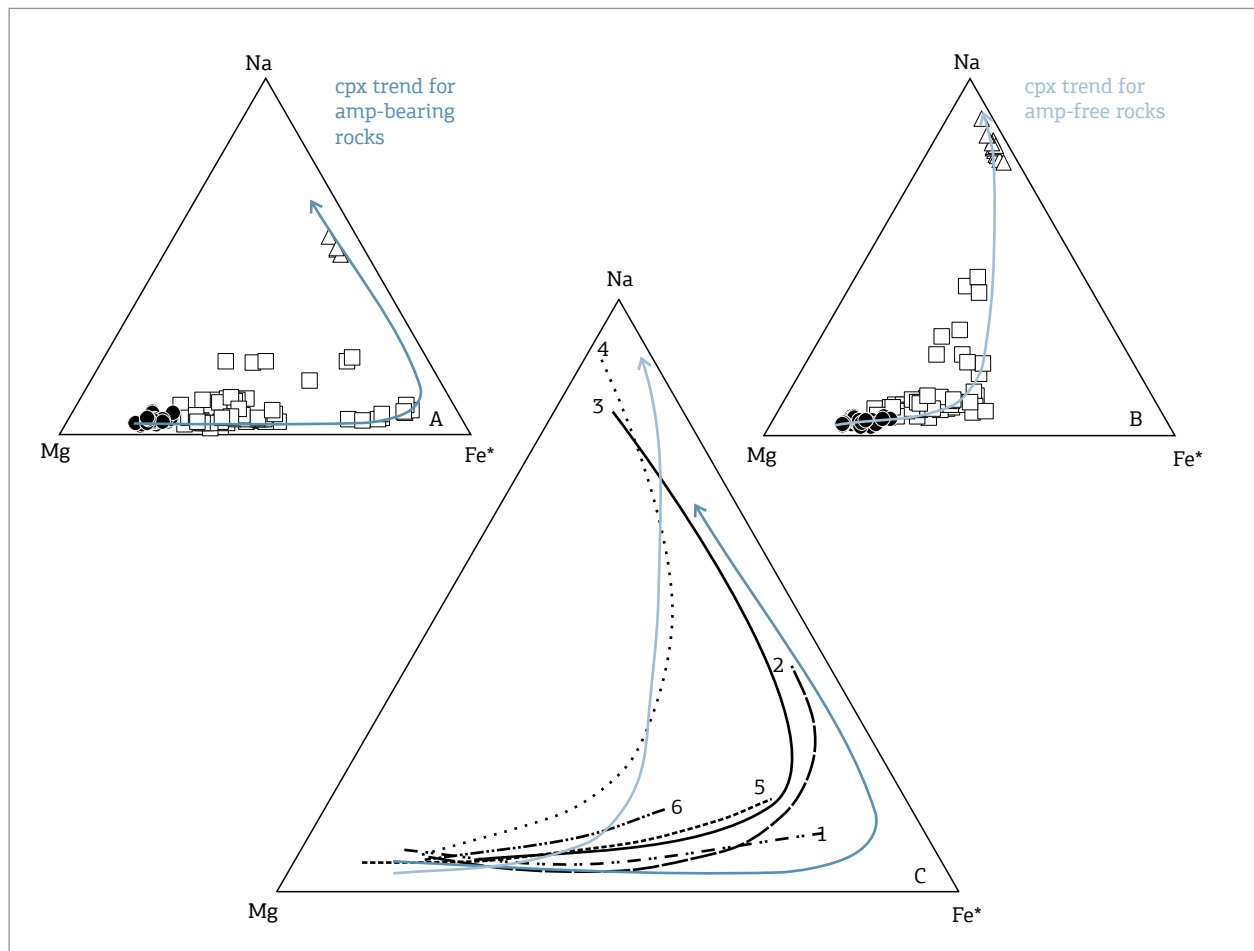 Na
cpx trend for
amp-bearing
rocks
A
Mg
Fe*
Na
cpx trend for
amp-free rocks
B
Mg
Fe*
Na
4
3
2
5
6
1
C
Mg
Fe*